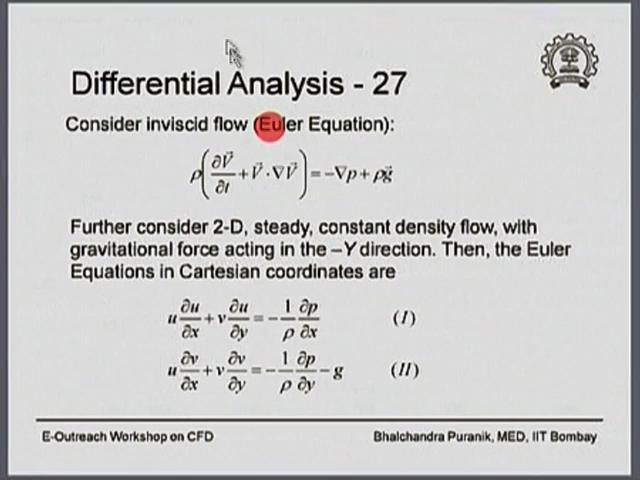 Differential Analysis - 27
Consider inviscid flow (Euler Equation):
ρ(∂V⃗/∂t + V⃗·∇V⃗) = -∇p + ρg⃗
Further consider 2-D, steady, constant density flow, with
gravitational force acting in the –Y direction. Then, the Euler
Equations in Cartesian coordinates are
u ∂u/∂x + v ∂u/∂y = - 1/ρ ∂p/∂x (I)
u ∂v/∂x + v ∂v/∂y = - 1/ρ ∂p/∂y - g (II)
E-Outreach Workshop on CFD
Bhalchandra Puranik, MED, IIT Bombay